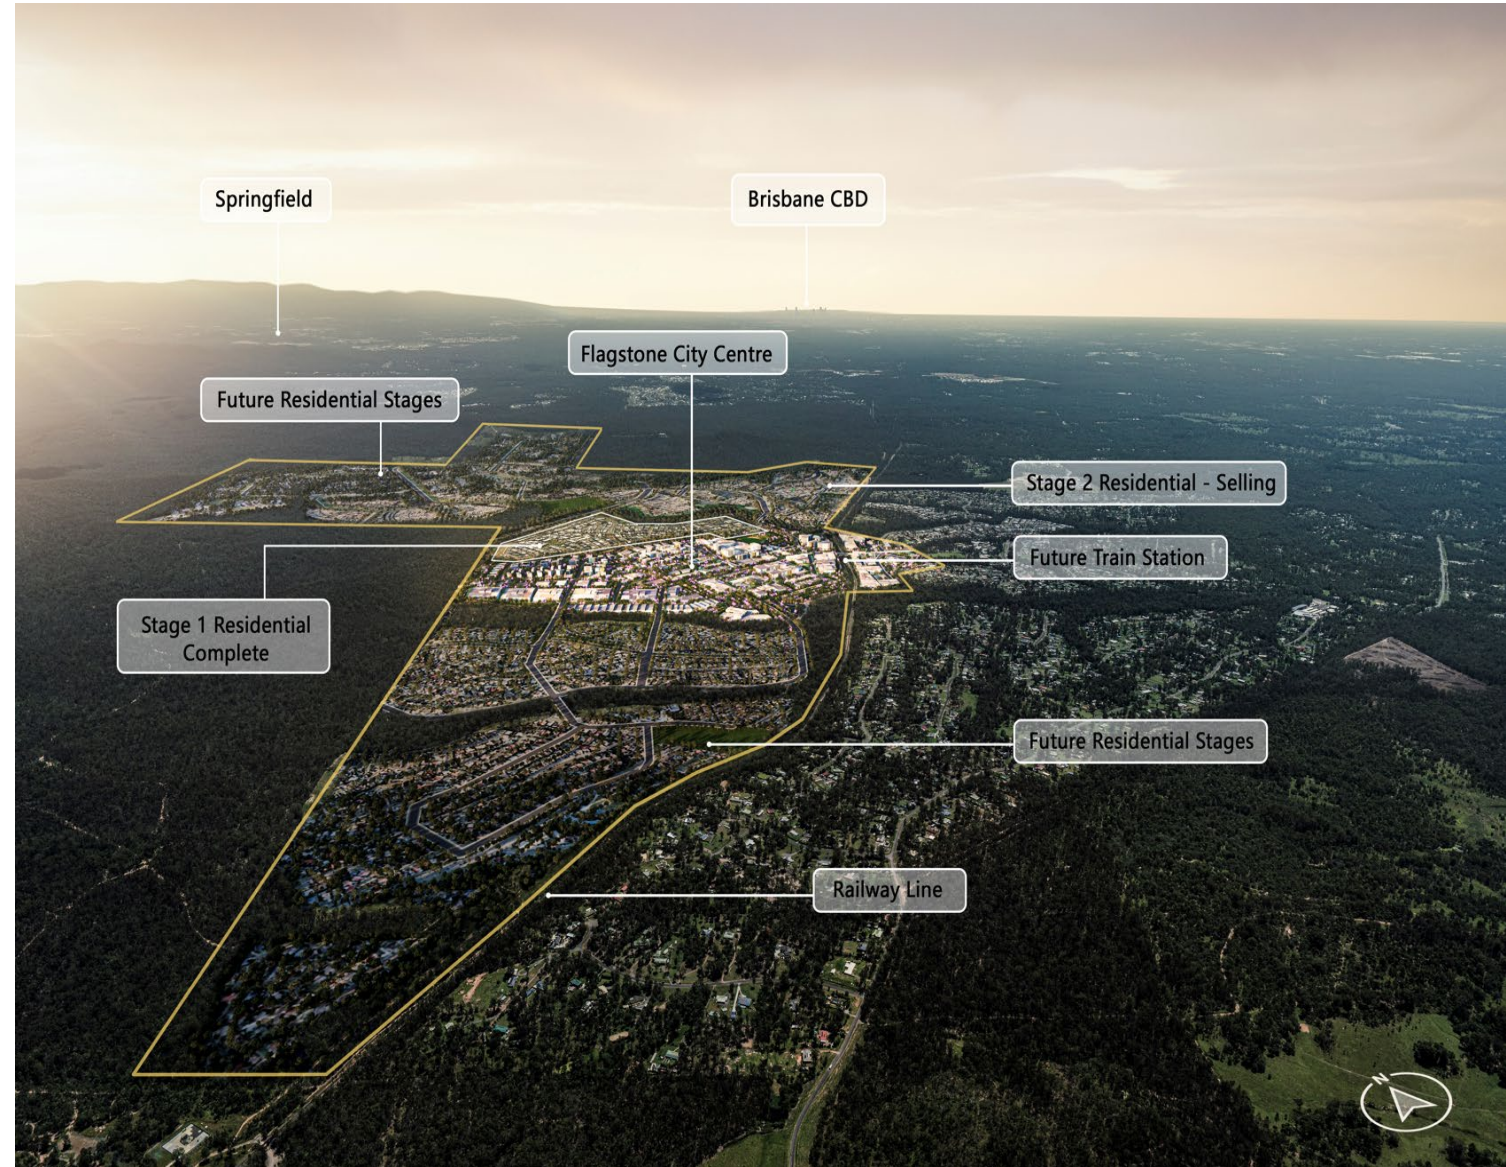 Springfield
Brisbane CBD
Flagstone City Centre
Future Residential Stages
Stage 2 Residential - Selling
Future Train Station
Stage 1 Residential
Complete
Future Residential Stages
Railway Line
N